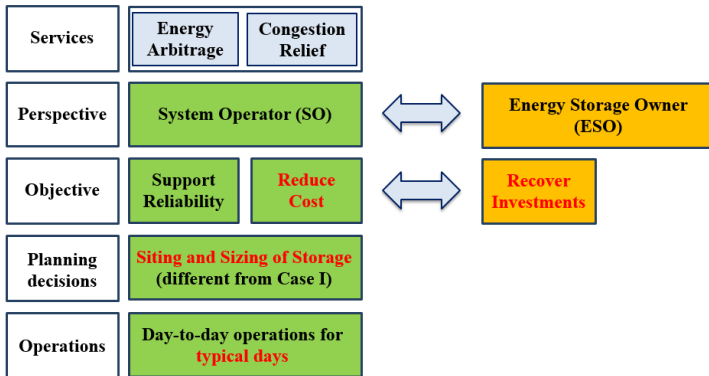 Services
Energy
Arbitrage
Congestion
Relief
Perspective
System Operator (SO)
Energy Storage Owner
(ESO)
Objective
Support
Reliability
Reduce
Cost
Recover
Investments
Planning
decisions
Siting and Sizing of Storage
(different from Case I)
Operations
Day-to-day operations for
typical days